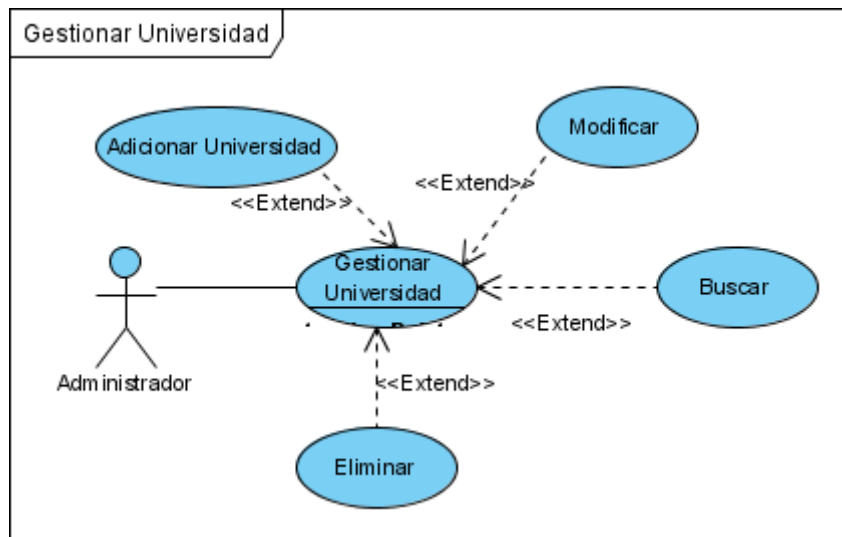 Gestionar Universidad
Adicionar Universidad
Modificar
<<Extend>>
<<Extend>>
Gestionar
Universidad
Buscar
<<Extend>>
Administrador
<<Extend>>
Eliminar